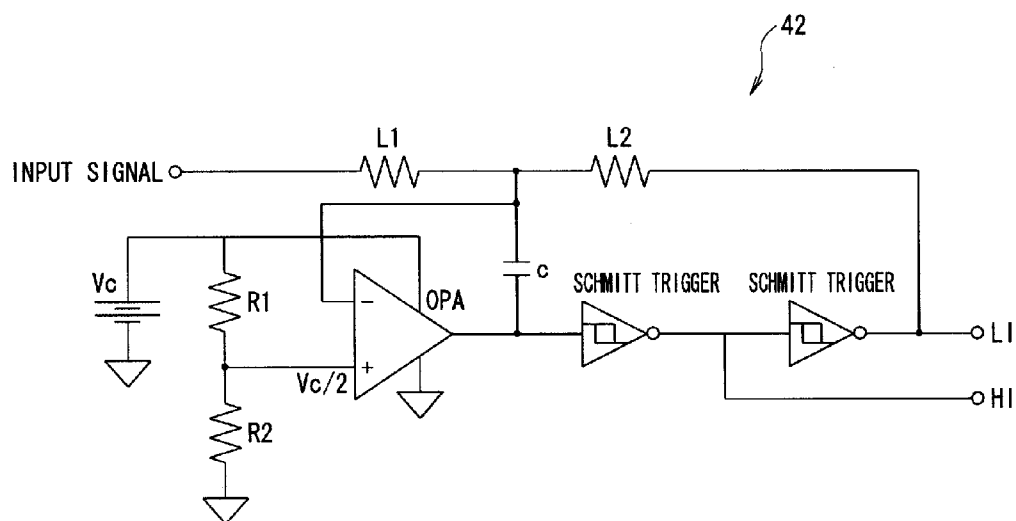 42
L1
L2
INPUT SIGNAL
Vc
R1
−
OPA
c
SCHMITT TRIGGER
SCHMITT TRIGGER
LI
Vc/2
+
HI
R2